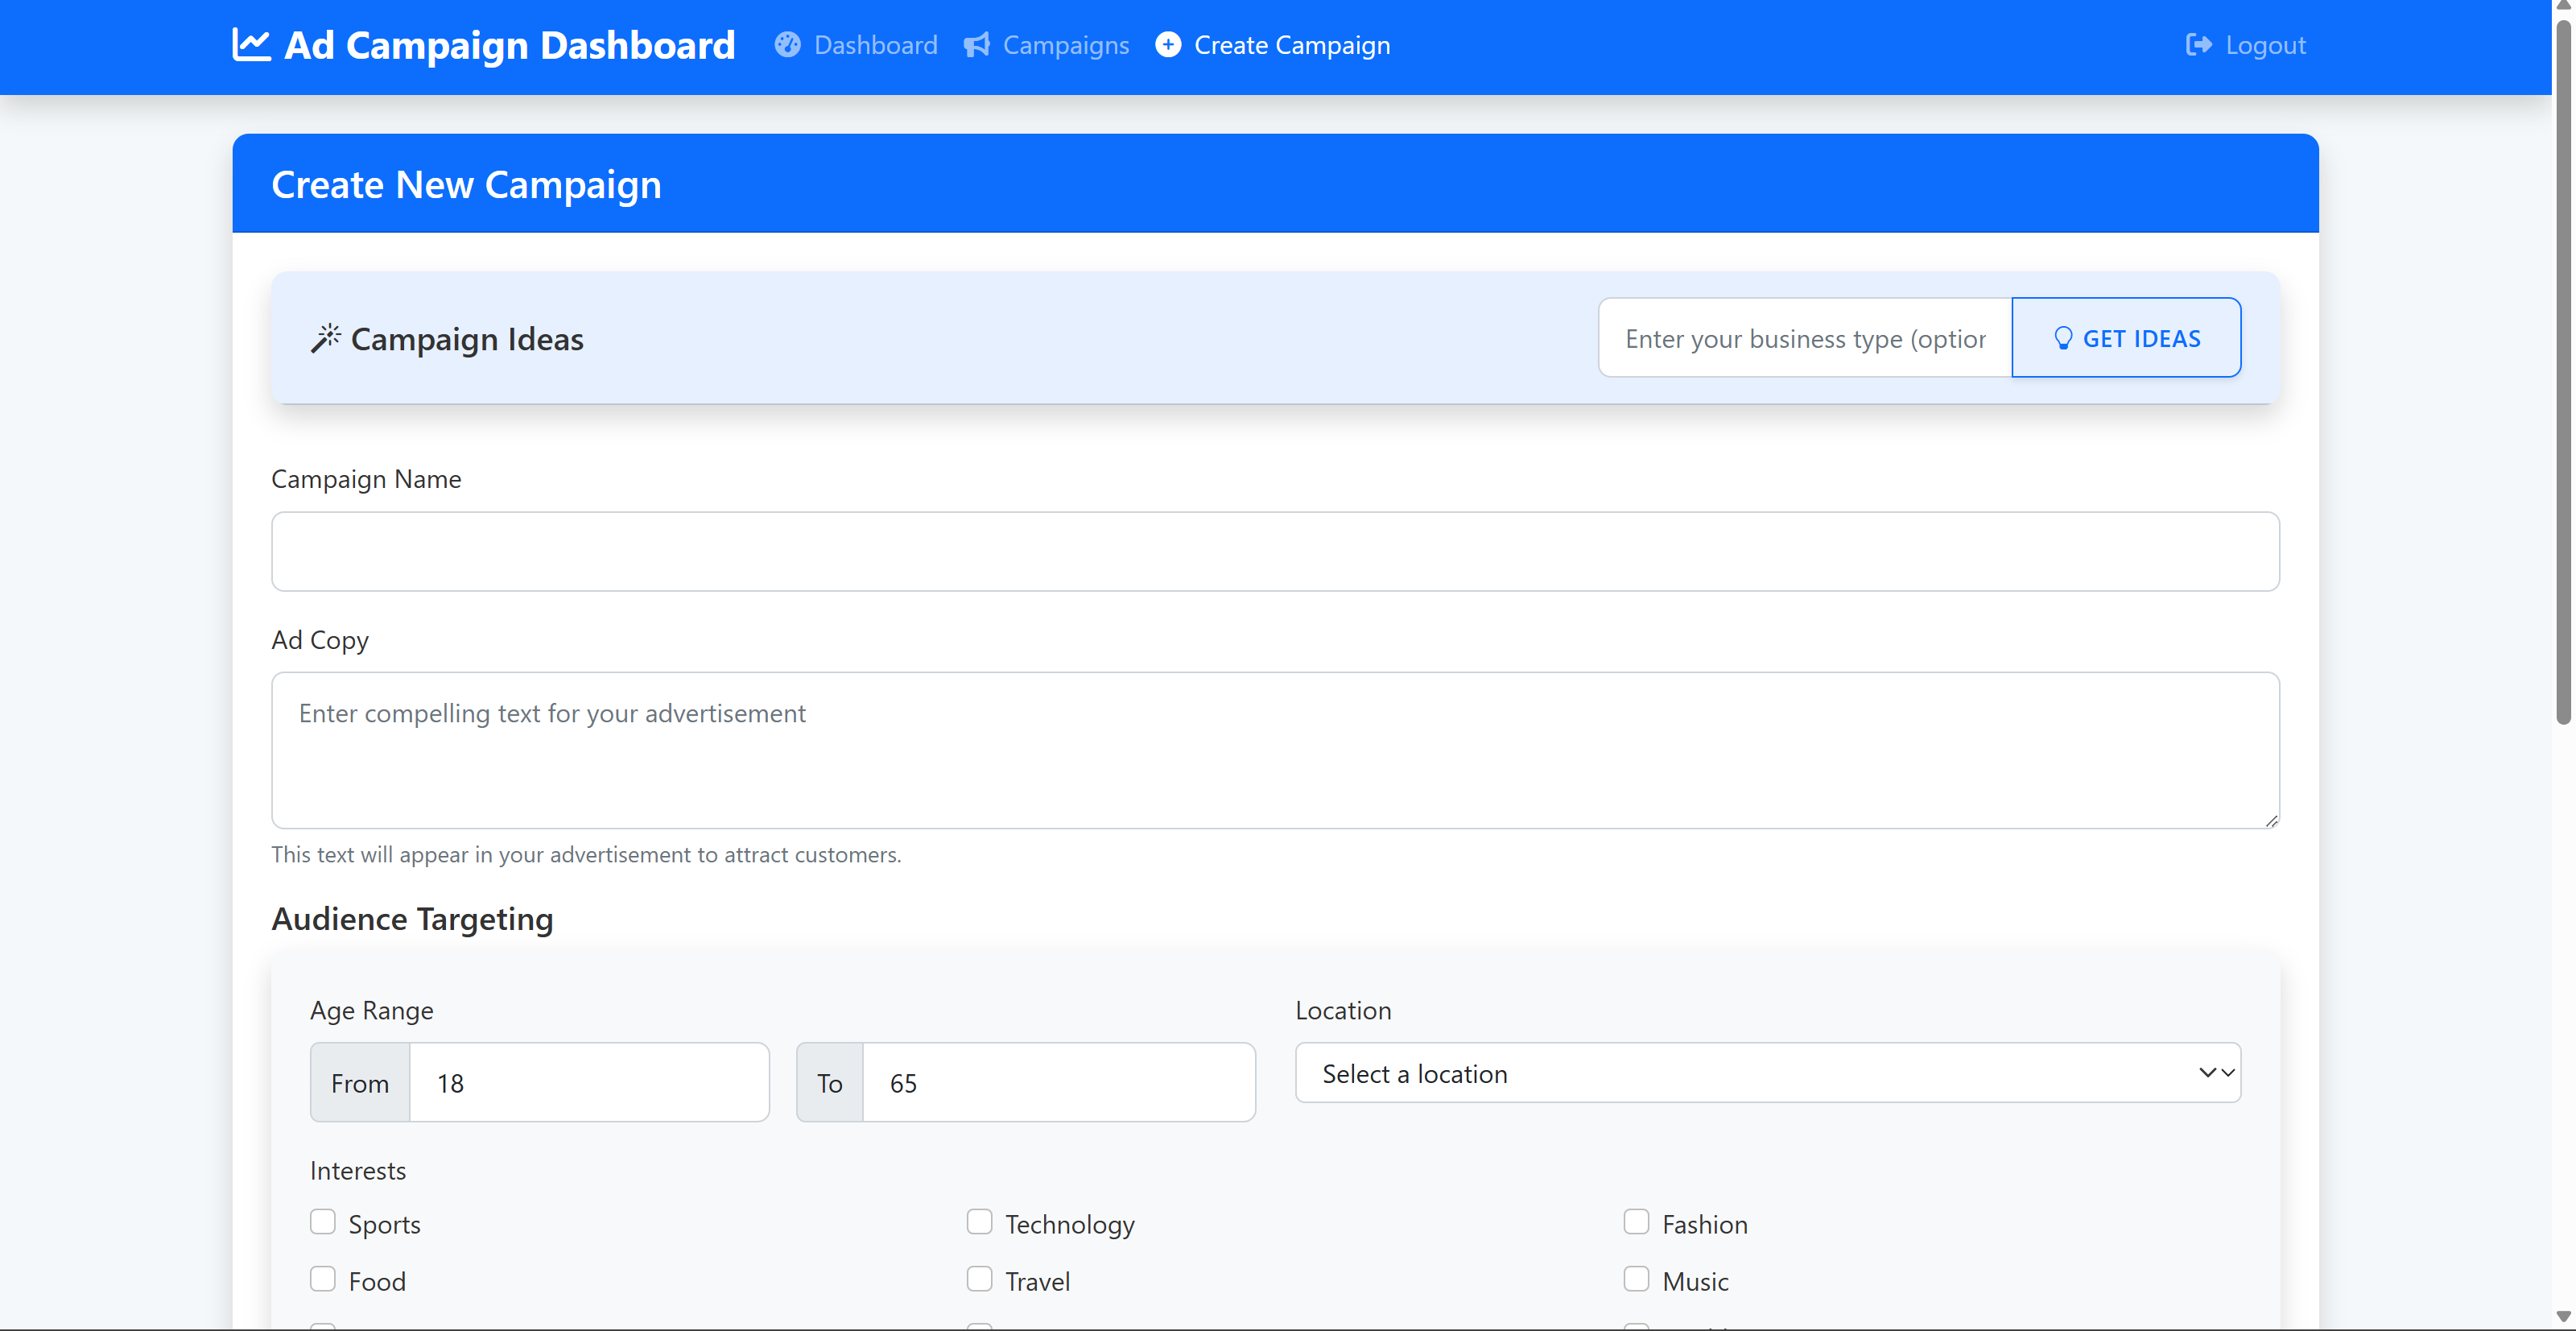 Ad Campaign Dashboard Dashboard Campaigns Create Campaign Logout
Create New Campaign
Campaign Ideas
Enter your business type (option
GET IDEAS
Campaign Name
Ad Copy
Enter compelling text for your advertisement
This text will appear in your advertisement to attract customers.
Audience Targeting
Age Range
Location
From 18 To 65
Select a location
Interests
Sports Technology Fashion
Food Travel Music